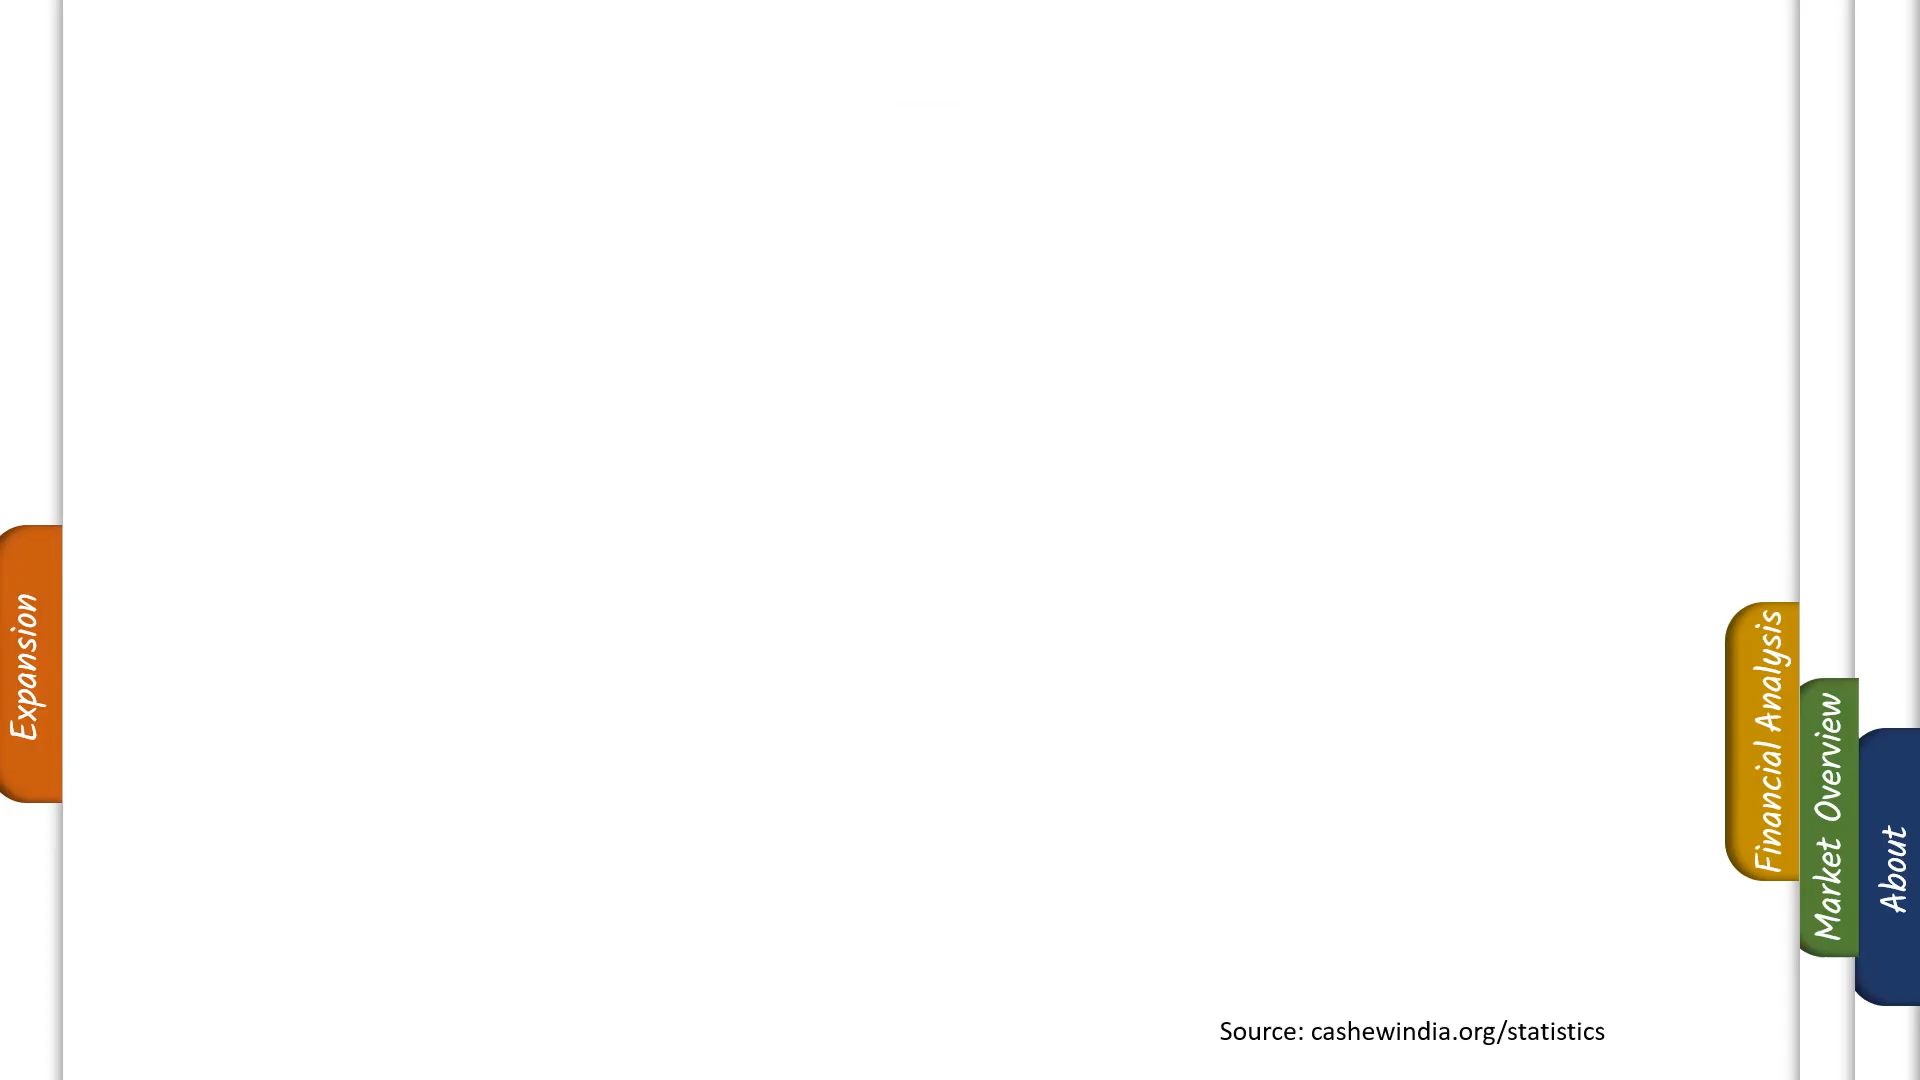 Expansion
Financial Analysis
Market Overview
About
Source: cashewindia.org/statistics